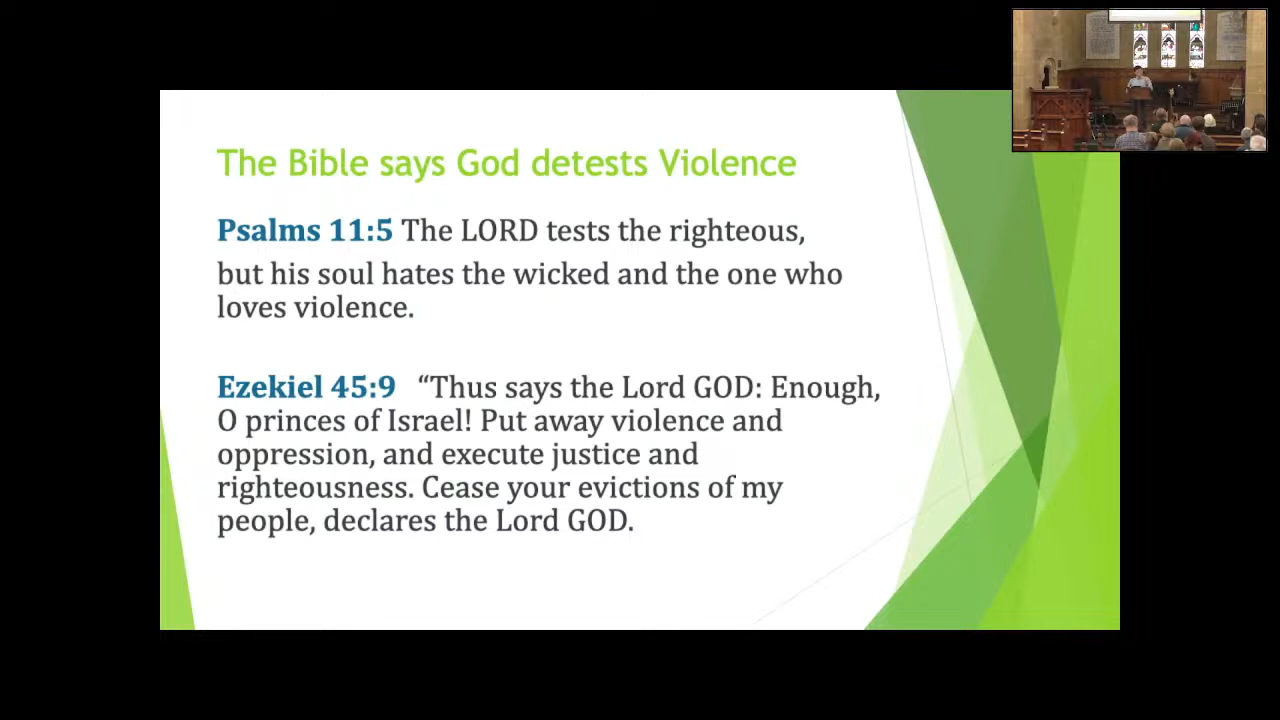 The Bible says God detests Violence
Psalms 11:5 The LORD tests the righteous,
but his soul hates the wicked and the one who
loves violence.
Ezekiel 45:9 “Thus says the Lord GOD: Enough,
O princes of Israel! Put away violence and
oppression, and execute justice and
righteousness. Cease your evictions of my
people, declares the Lord GOD.